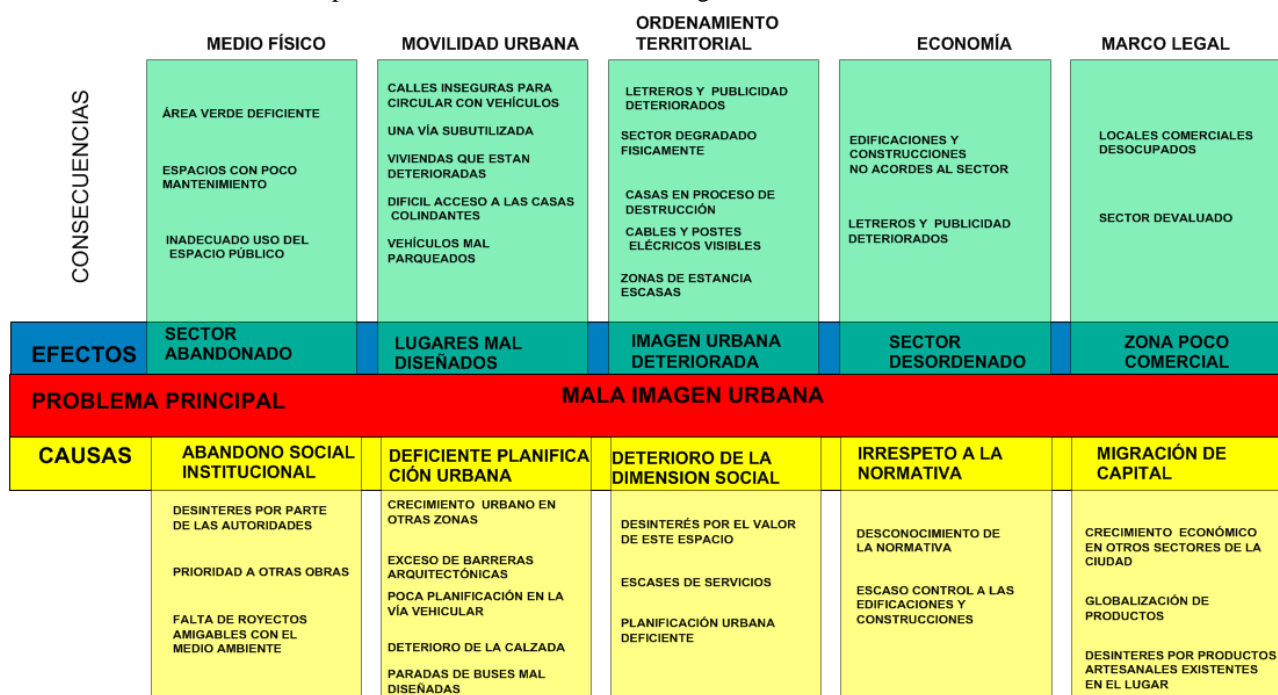 MEDIO FÍSICO
MOVILIDAD URBANA
ORDENAMIENTO
TERRITORIAL
ECONOMÍA
MARCO LEGAL
CONSECUENCIAS
ÁREA VERDE DEFICIENTE
ESPACIOS CON POCO
MANTENIMIENTO
INADECUADO USO DEL
ESPACIO PÚBLICO
CALLES INSEGURAS PARA
CIRCULAR CON VEHÍCULOS
UNA VÍA SUBUTILIZADA
VIVIENDAS QUE ESTAN
DETERIORADAS
DIFICIL ACCESO A LAS CASAS
COLINDANTES
VEHÍCULOS MAL
PARQUEADOS
LETREROS Y PUBLICIDAD
DETERIORADOS
SECTOR DEGRADADO
FISICAMENTE
CASAS EN PROCESO DE
DESTRUCCIÓN
CABLES Y POSTES
ELÉCRICOS VISIBLES
ZONAS DE ESTANCIA
ESCASAS
EDIFICACIONES Y
CONSTRUCCIONES
NO ACORDES AL SECTOR
LETREROS Y PUBLICIDAD
DETERIORADOS
LOCALES COMERCIALES
DESOCUPADOS
SECTOR DEVALUADO
EFECTOS
SECTOR
ABANDONADO
LUGARES MAL
DISEÑADOS
IMAGEN URBANA
DETERIORADA
SECTOR
DESORDENADO
ZONA POCO
COMERCIAL
PROBLEMA PRINCIPAL
MALA IMAGEN URBANA
CAUSAS
ABANDONO SOCIAL
INSTITUCIONAL
DEFICIENTE PLANIFICA
CIÓN URBANA
DETERIORO DE LA
DIMENSION SOCIAL
IRRESPETO A LA
NORMATIVA
MIGRACIÓN DE
CAPITAL
DESINTERES POR PARTE
DE LAS AUTORIDADES
PRIORIDAD A OTRAS OBRAS
FALTA DE ROYECTOS
AMIGABLES CON EL
MEDIO AMBIENTE
CRECIMIENTO URBANO EN
OTRAS ZONAS
EXCESO DE BARRERAS
ARQUITECTÓNICAS
POCA PLANIFICACIÓN EN LA
VÍA VEHICULAR
DETERIORO DE LA CALZADA
PARADAS DE BUSES MAL
DISEÑADAS
DESINTERÉS POR EL VALOR
DE ESTE ESPACIO
ESCASES DE SERVICIOS
PLANIFICACIÓN URBANA
DEFICIENTE
DESCONOCIMIENTO DE
LA NORMATIVA
ESCASO CONTROL A LAS
EDIFICACIONES Y
CONSTRUCCIONES
CRECIMIENTO ECONÓMICO
EN OTROS SECTORES DE LA
CIUDAD
GLOBALIZACIÓN DE
PRODUCTOS
DESINTERES POR PRODUCTOS
ARTESANALES EXISTENTES
EN EL LUGAR